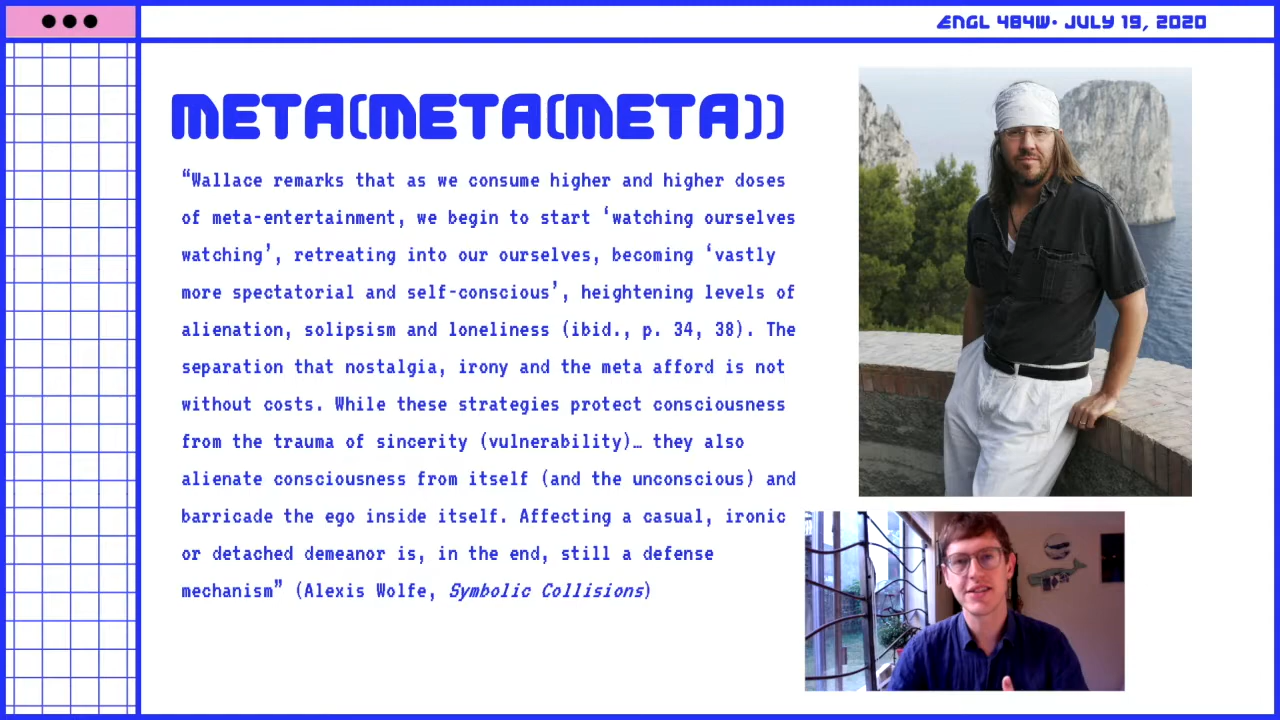 ENGL 484W• JULY 19, 2020
META(META(META))
“Wallace remarks that as we consume higher and higher doses
of meta-entertainment, we begin to start ‘watching ourselves
watching’, retreating into our ourselves, becoming ‘vastly
more spectatorial and self-conscious’, heightening levels of
alienation, solipsism and loneliness (ibid., p. 34, 38). The
separation that nostalgia, irony and the meta afford is not
without costs. While these strategies protect consciousness
from the trauma of sincerity (vulnerability)… they also
alienate consciousness from itself (and the unconscious) and
barricade the ego inside itself. Affecting a casual, ironic
or detached demeanor is, in the end, still a defense
mechanism” (Alexis Wolfe, Symbolic Collisions)